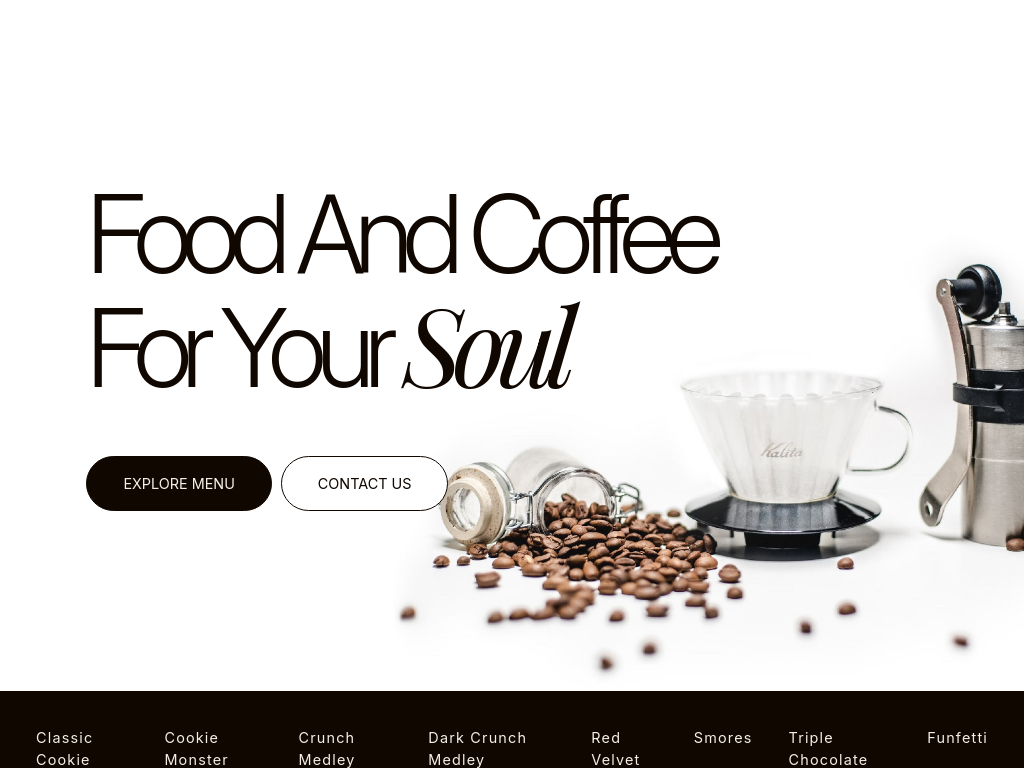 Food And Coffee
For Your Soul
EXPLORE MENU
CONTACT US
Kalita
Classic Cookie
Cookie Monster
Crunch Medley
Dark Crunch Medley
Red Velvet
Smores
Triple Chocolate
Funfetti